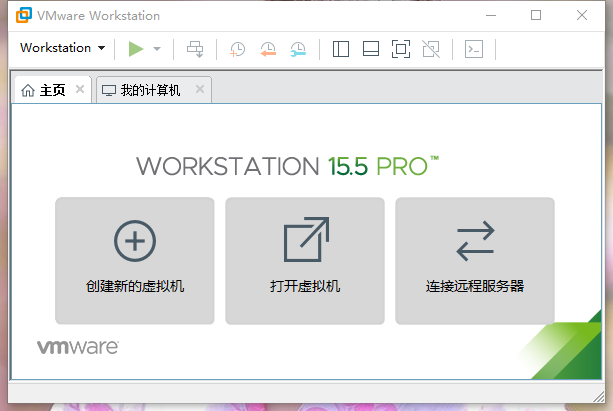 VMware Workstation
Workstation
主页
我的计算机
WORKSTATION 15.5 PRO™
创建新的虚拟机
打开虚拟机
连接远程服务器
vmware